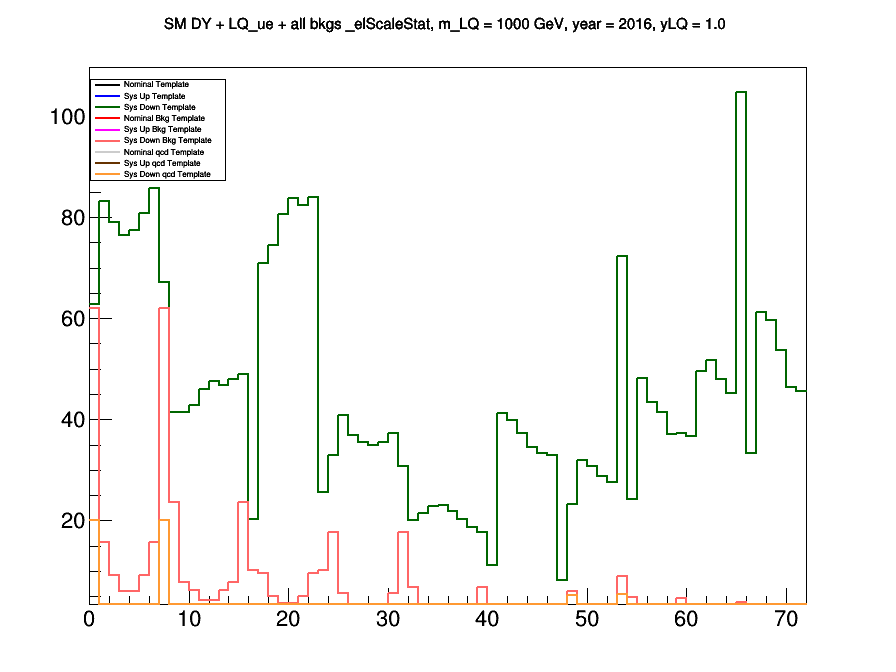 SM DY + LQ_ue + all bkgs _elScaleStat, m_LQ = 1000 GeV, year = 2016, yLQ = 1.0
Nominal Template
Sys Up Template
Sys Down Template
Nominal Bkg Template
Sys Up Bkg Template
Sys Down Bkg Template
Nominal qcd Template
Sys Up qcd Template
Sys Down qcd Template
100
80
60
40
20
0 10 20 30 40 50 60 70